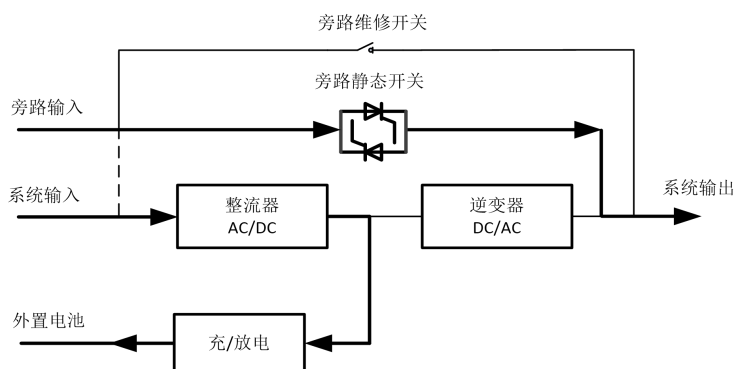 旁路维修开关
旁路静态开关
旁路输入
系统输入
整流器
AC/DC
逆变器
DC/AC
系统输出
外置电池
充/放电